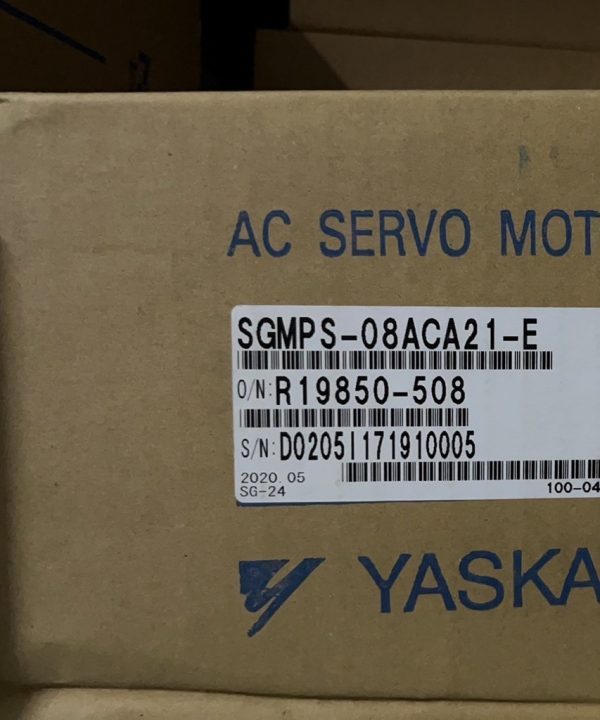 AC SERVO MOT
SGMPS-08ACA21-E
O/N: R19850-508
S/N: D0205I171910005
2020.05
SG-24
100-04
YASKA